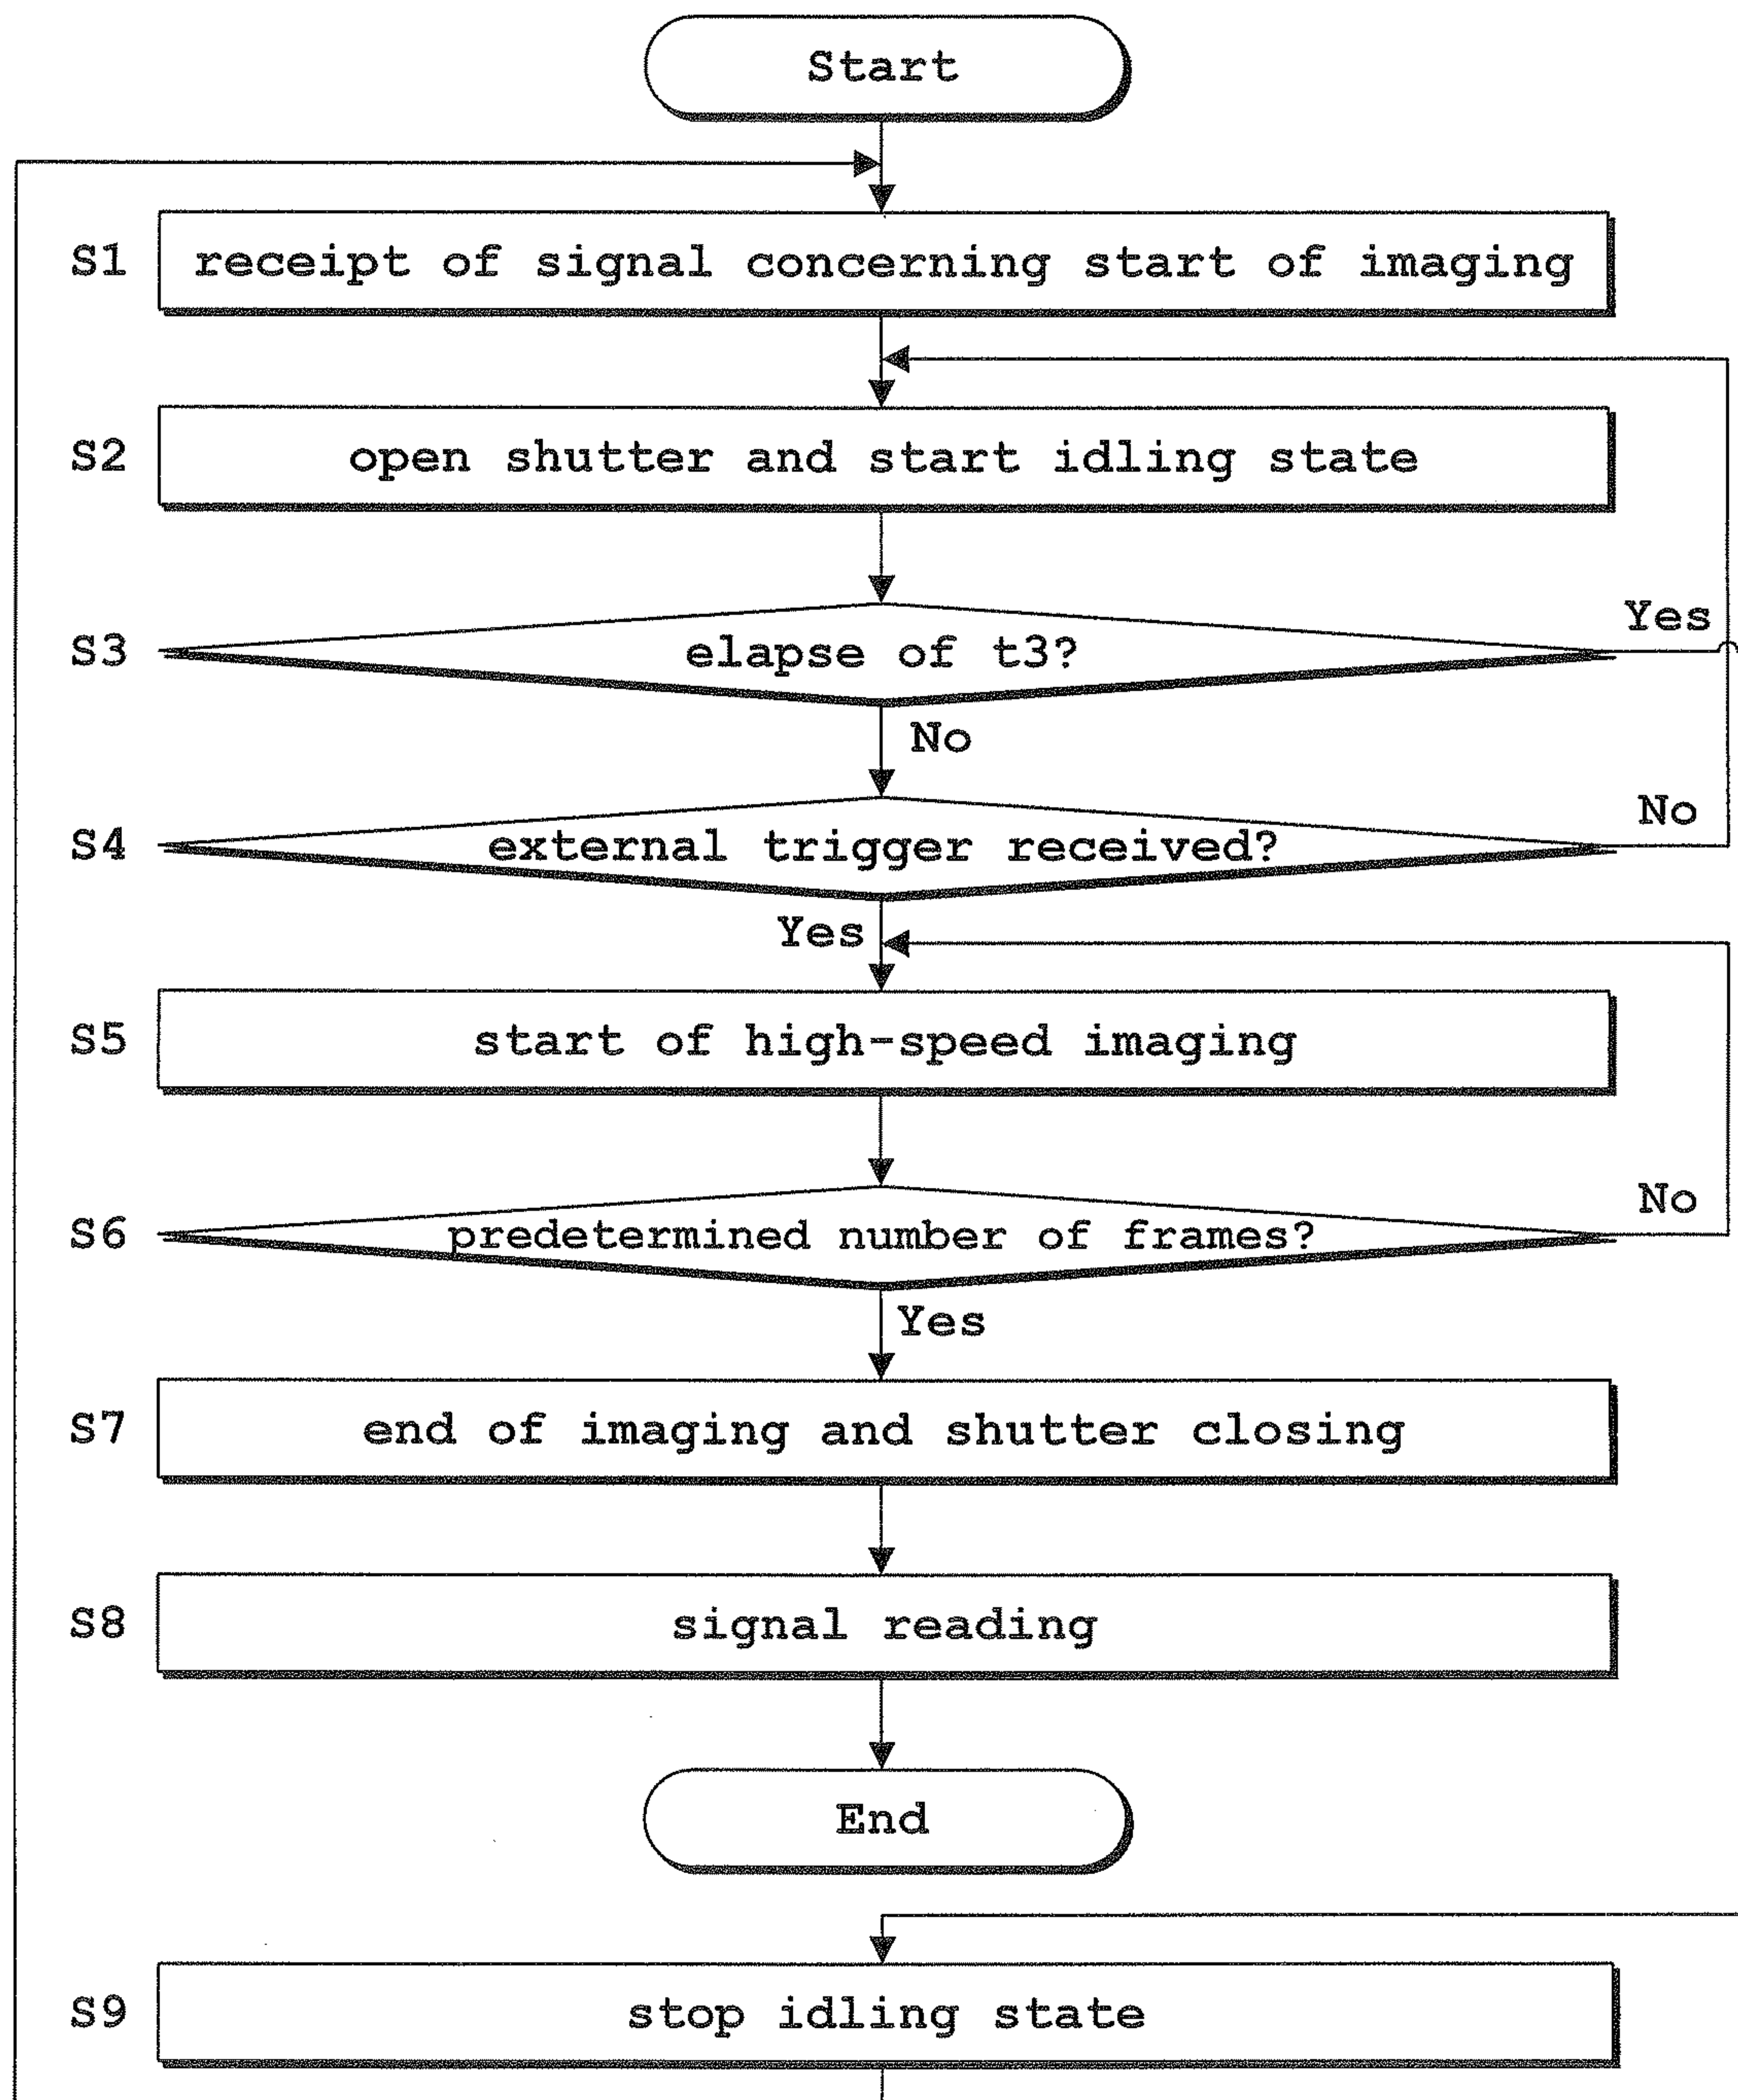 Start
S1 receipt of signal concerning start of imaging
S2 open shutter and start idling state
S3 elapse of t3? Yes
No
S4 external trigger received? No
Yes
S5 start of high-speed imaging
S6 predetermined number of frames? No
Yes
S7 end of imaging and shutter closing
S8 signal reading
End
S9 stop idling state